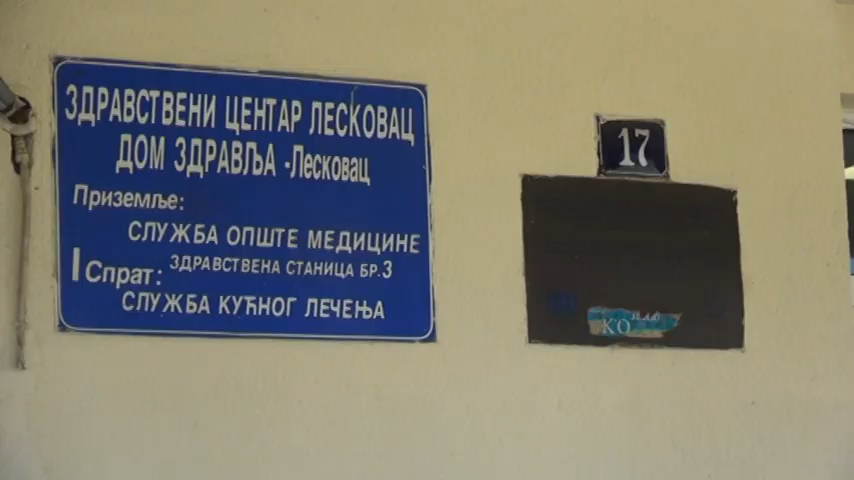 ЗДРАВСТВЕНИ ЦЕНТАР ЛЕСКОВАЦ
ДОМ ЗДРАВЉА -Лесковац
Приземље:
СЛУЖБА ОПШТЕ МЕДИЦИНЕ
ЗДРАВСТВЕНА СТАНИЦА БР.3
I Спрат:
СЛУЖБА КУЋНОГ ЛЕЧЕЊА
17
КО